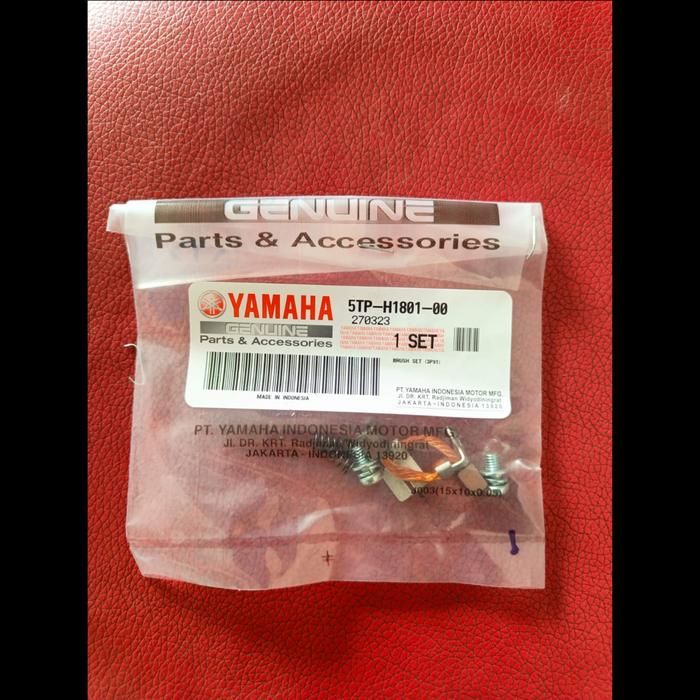 GENUINE
Parts & Accessories
YAMAHA
5TP-H1801-00
270323
GENUINE
Parts & Accessories
1 SET
BRUSH SET (3PV1)
MADE IN INDONESIA
PT. YAMAHA INDONESIA MOTOR MFG.
JL. DR. KRT. Radjiman Widyodiningrat
JAKARTA - INDONESIA 13920
PT. YAMAHA INDONESIA MOTOR MFG.
Jl. DR. KRT. Radjiman Widyodiningrat
JAKARTA - INDONESIA 13920